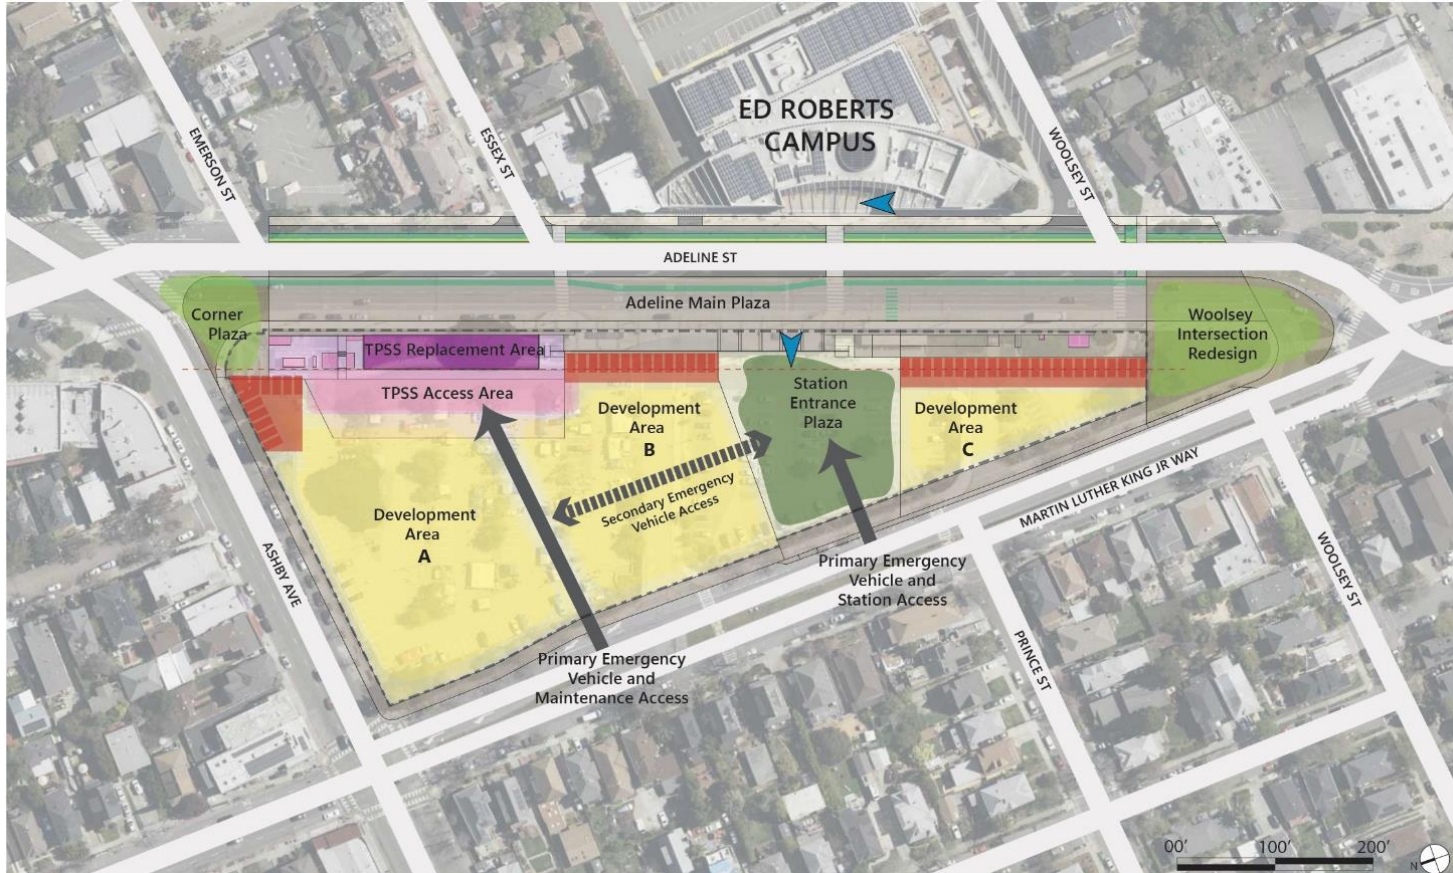 ED ROBERTS
CAMPUS
EMERSON ST
ESSEX ST
WOOLSEY ST
ADELINE ST
Adeline Main Plaza
Corner
Plaza
Woolsey
Intersection
Redesign
TPSS Replacement Area
TPSS Access Area
Station
Entrance
Plaza
Development
Area
B
Development
Area
C
Secondary Emergency
Vehicle Access
Development
Area
A
MARTIN LUTHER KING JR WAY
ASHBY AVE
Primary Emergency
Vehicle and
Station Access
WOOLSEY ST
PRINCE ST
Primary Emergency
Vehicle and
Maintenance Access
00'
100'
200'
N